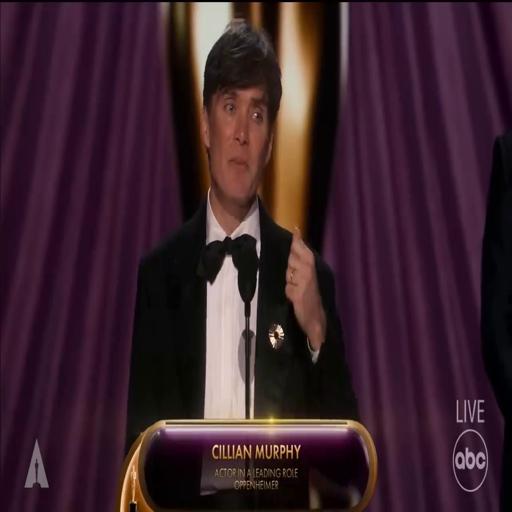 LIVE
abc
CILLIAN MURPHY
ACTOR IN A LEADING ROLE
OPPENHEIMER